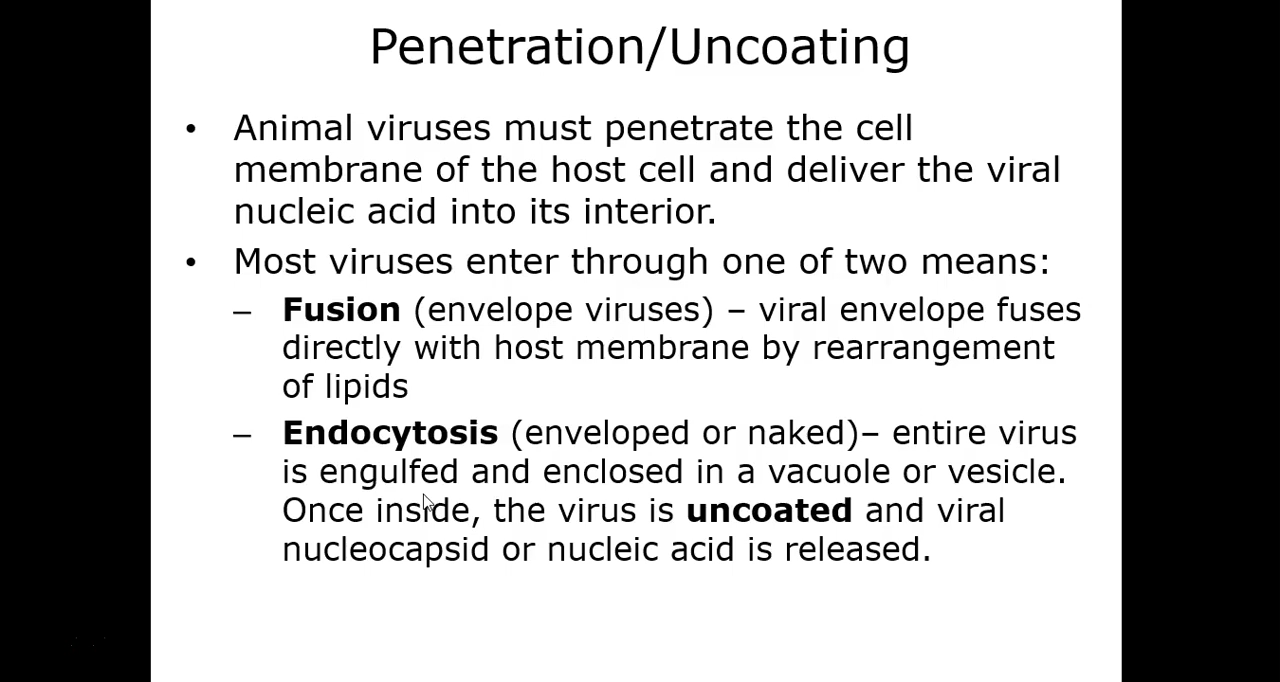 Penetration/Uncoating
• Animal viruses must penetrate the cell
membrane of the host cell and deliver the viral
nucleic acid into its interior.
• Most viruses enter through one of two means:
– Fusion (envelope viruses) – viral envelope fuses
directly with host membrane by rearrangement
of lipids
– Endocytosis (enveloped or naked)– entire virus
is engulfed and enclosed in a vacuole or vesicle.
Once inside, the virus is uncoated and viral
nucleocapsid or nucleic acid is released.